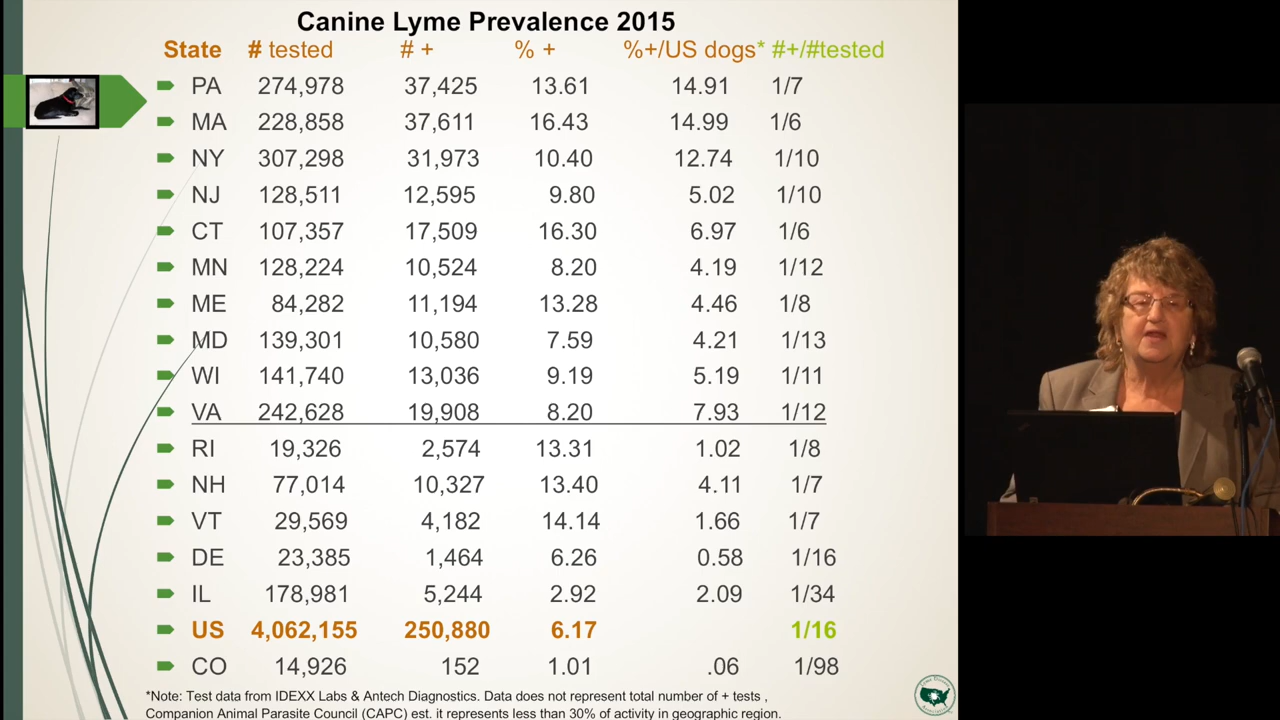 Canine Lyme Prevalence 2015
State # tested # + % + %+/US dogs* #+/#tested
PA 274,978 37,425 13.61 14.91 1/7
MA 228,858 37,611 16.43 14.99 1/6
NY 307,298 31,973 10.40 12.74 1/10
NJ 128,511 12,595 9.80 5.02 1/10
CT 107,357 17,509 16.30 6.97 1/6
MN 128,224 10,524 8.20 4.19 1/12
ME 84,282 11,194 13.28 4.46 1/8
MD 139,301 10,580 7.59 4.21 1/13
WI 141,740 13,036 9.19 5.19 1/11
VA 242,628 19,908 8.20 7.93 1/12
RI 19,326 2,574 13.31 1.02 1/8
NH 77,014 10,327 13.40 4.11 1/7
VT 29,569 4,182 14.14 1.66 1/7
DE 23,385 1,464 6.26 0.58 1/16
IL 178,981 5,244 2.92 2.09 1/34
US 4,062,155 250,880 6.17 1/16
CO 14,926 152 1.01 .06 1/98
*Note: Test data from IDEXX Labs & Antech Diagnostics. Data does not represent total number of + tests ,
Companion Animal Parasite Council (CAPC) est. it represents less than 30% of activity in geographic region.